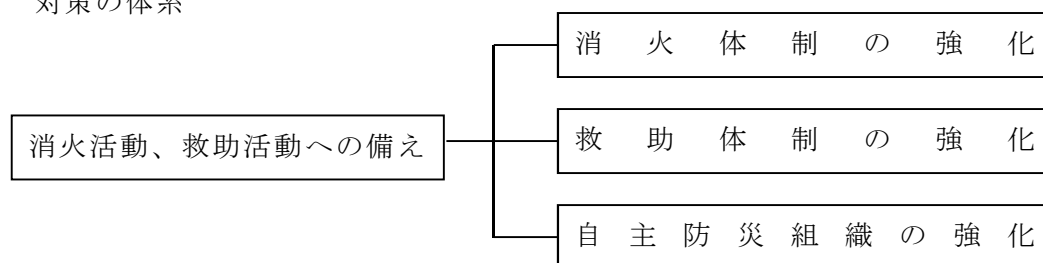 対策の体系
消火体制の強化
消火活動、救助活動への備え
救助体制の強化
自主防災組織の強化